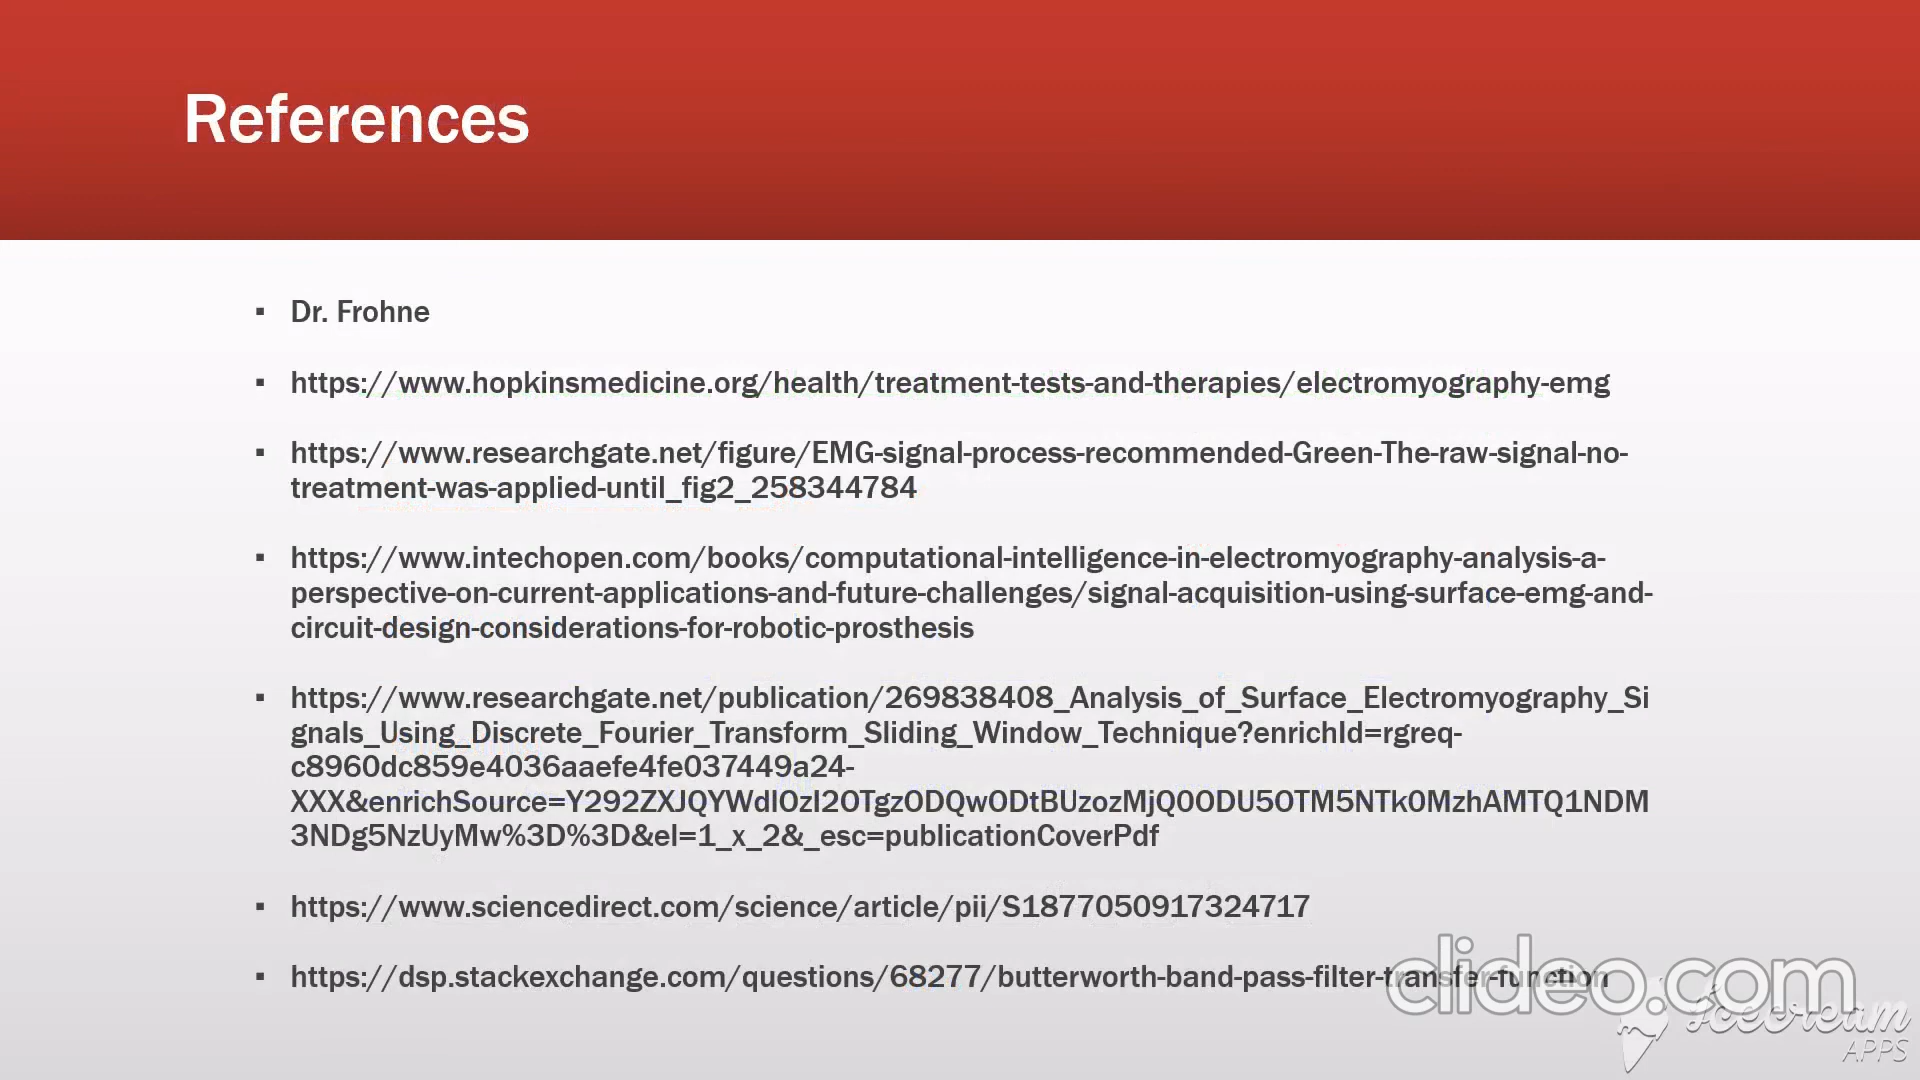 References
▪ Dr. Frohne
▪ https://www.hopkinsmedicine.org/health/treatment-tests-and-therapies/electromyography-emg
▪ https://www.researchgate.net/figure/EMG-signal-process-recommended-Green-The-raw-signal-no-
treatment-was-applied-until_fig2_258344784
▪ https://www.intechopen.com/books/computational-intelligence-in-electromyography-analysis-a-
perspective-on-current-applications-and-future-challenges/signal-acquisition-using-surface-emg-and-
circuit-design-considerations-for-robotic-prosthesis
▪ https://www.researchgate.net/publication/269838408_Analysis_of_Surface_Electromyography_Si
gnals_Using_Discrete_Fourier_Transform_Sliding_Window_Technique?enrichId=rgreq-
c8960dc859e4036aaefe4fe037449a24-
XXX&enrichSource=Y292ZXJQYWdlOzI2OTgzODQwODtBUzozMjQ0ODU5OTM5NTk0MzhAMTQ1NDM
3NDg5NzUyMw%3D%3D&el=1_x_2&_esc=publicationCoverPdf
▪ https://www.sciencedirect.com/science/article/pii/S1877050917324717
▪ https://dsp.stackexchange.com/questions/68277/butterworth-band-pass-filter-transfer-function
clideo.com
Icecream
APPS